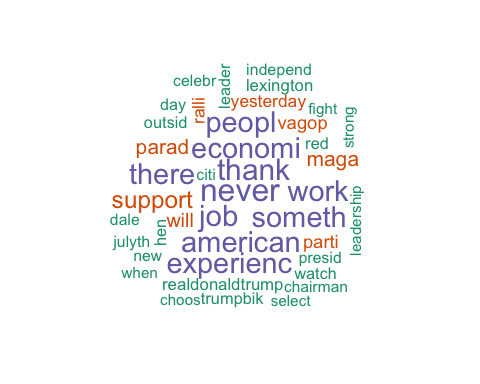 independ
celebr leader lexington
day ralli yesterday fight
outsid peopl vagop strong
parad economi red
there citi thank maga
support never work
dale will job someth leadership
julyth hen american parti
new experienc presid
when watch
realdonaldtrump chairman
choos trumpbik select